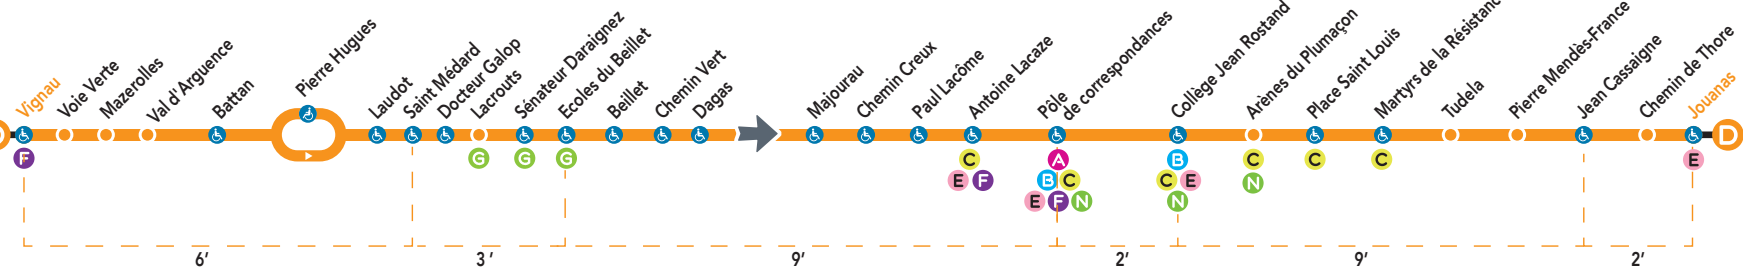 Vignau
Voie Verte
Mazerolles
Val d'Arguence
Battan
Pierre Hugues
Laudot
Saint Médard
Docteur Galop
Lacrouts
Sénateur Daraignez
Ecoles du Beillet
Beillet
Chemin Vert
Dagas
Majourau
Chemin Creux
Paul Lacôme
Antoine Lacaze
Pôle
de correspondances
Collège Jean Rostand
Arènes du Plumaçon
Place Saint Louis
Martyrs de la Résistance
Tudela
Pierre Mendès-France
Jean Cassaigne
Chemin de Thore
Jouanas
D
F
G
G
G
C
E F
A
B C
E F N
B
C E
N
C
N
C
C
E
6'
3'
9'
2'
9'
2'